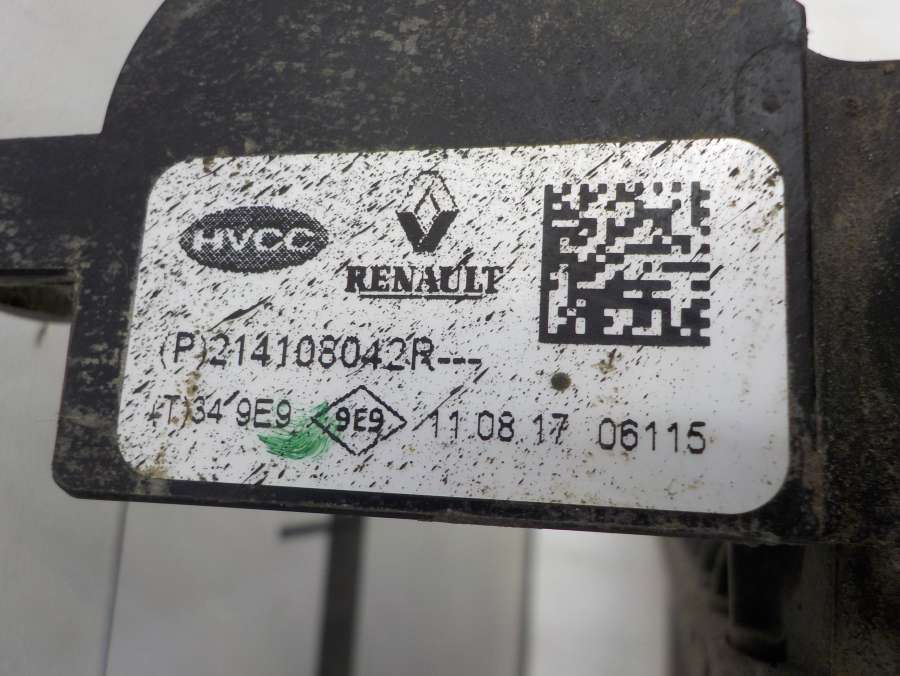 HVCC
RENAULT
(P)214108042R---
(T)34 9E9 9E9 11 08 17 06115